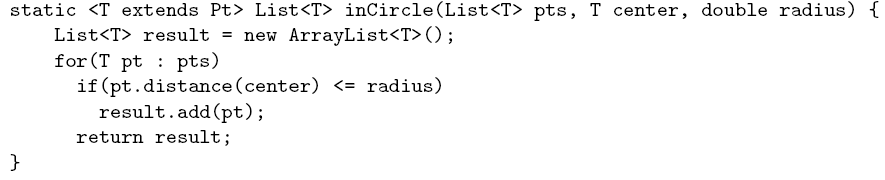 static <T extends Pt> List<T> inCircle(List<T> pts, T center, double radius) {
    List<T> result = new ArrayList<T>();
    for(T pt : pts)
      if(pt.distance(center) <= radius)
        result.add(pt);
      return result;
}